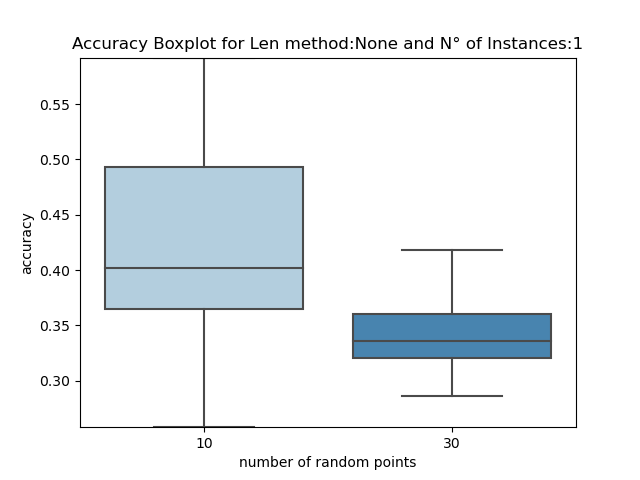 Accuracy Boxplot for Len method:None and N° of Instances:1
0.55
0.50
0.45
0.40
0.35
0.30
accuracy
10
30
number of random points